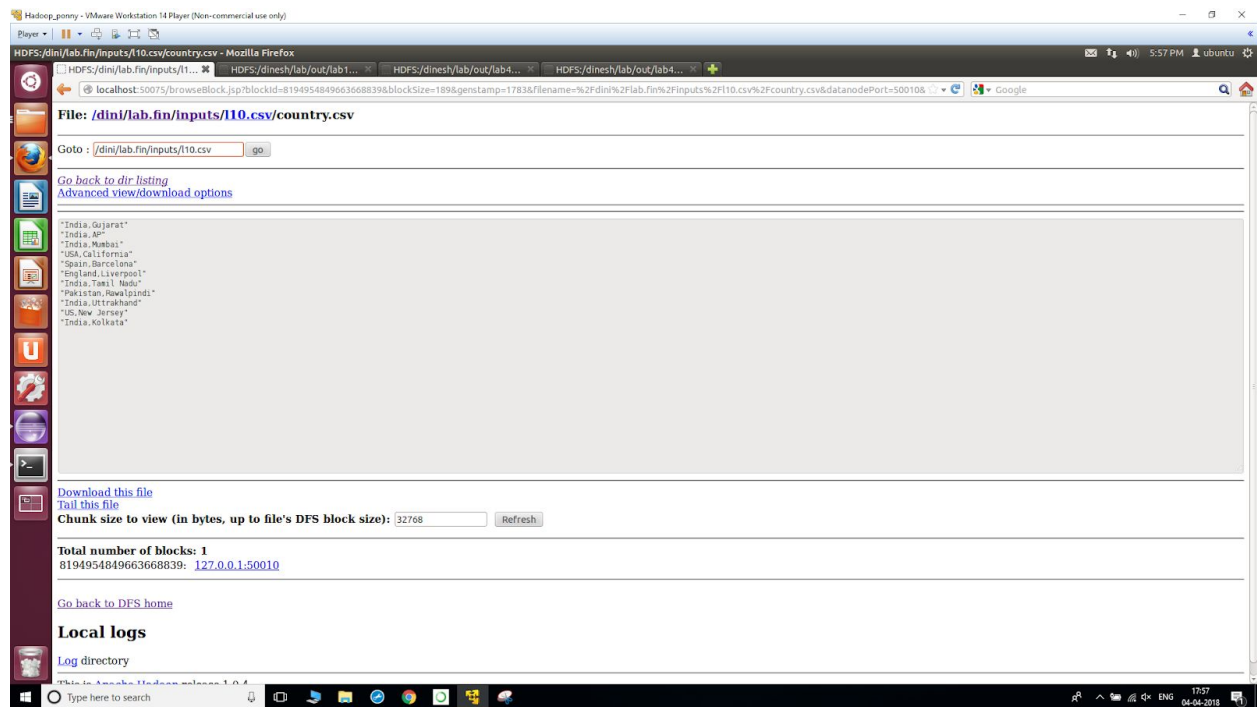 Hadoop_ponny - VMware Workstation 14 Player (Non-commercial use only)
Player
HDFS:/dini/lab.fin/inputs/l10.csv/country.csv - Mozilla Firefox
5:57 PM ubuntu
HDFS:/dini/lab.fin/inputs/l1... HDFS:/dinesh/lab/out/lab1... HDFS:/dinesh/lab/out/lab4... HDFS:/dinesh/lab/out/lab4...
localhost:50075/browseBlock.jsp?blockId=8194954849663668839&blockSize=189&genstamp=1783&filename=%2Fdini%2Flab.fin%2Finputs%2Fl10.csv%2Fcountry.csv&datanodePort=50010& Google
File: /dini/lab.fin/inputs/l10.csv/country.csv
Goto : /dini/lab.fin/inputs/l10.csv go
Go back to dir listing
Advanced view/download options
"India,Gujarat"
"India,AP"
"India,Mumbai"
"USA,California"
"Spain,Barcelona"
"England,Liverpool"
"India,Tamil Nadu"
"Pakistan,Rawalpindi"
"India,Uttrakhand"
"US,New Jersey"
"India,Kolkata"
Download this file
Tail this file
Chunk size to view (in bytes, up to file's DFS block size): 32768 Refresh
Total number of blocks: 1
8194954849663668839: 127.0.0.1:50010
Go back to DFS home
Local logs
Log directory
This is Apache Hadoop release 1.0.4
Type here to search
ENG 17:57
04-04-2018